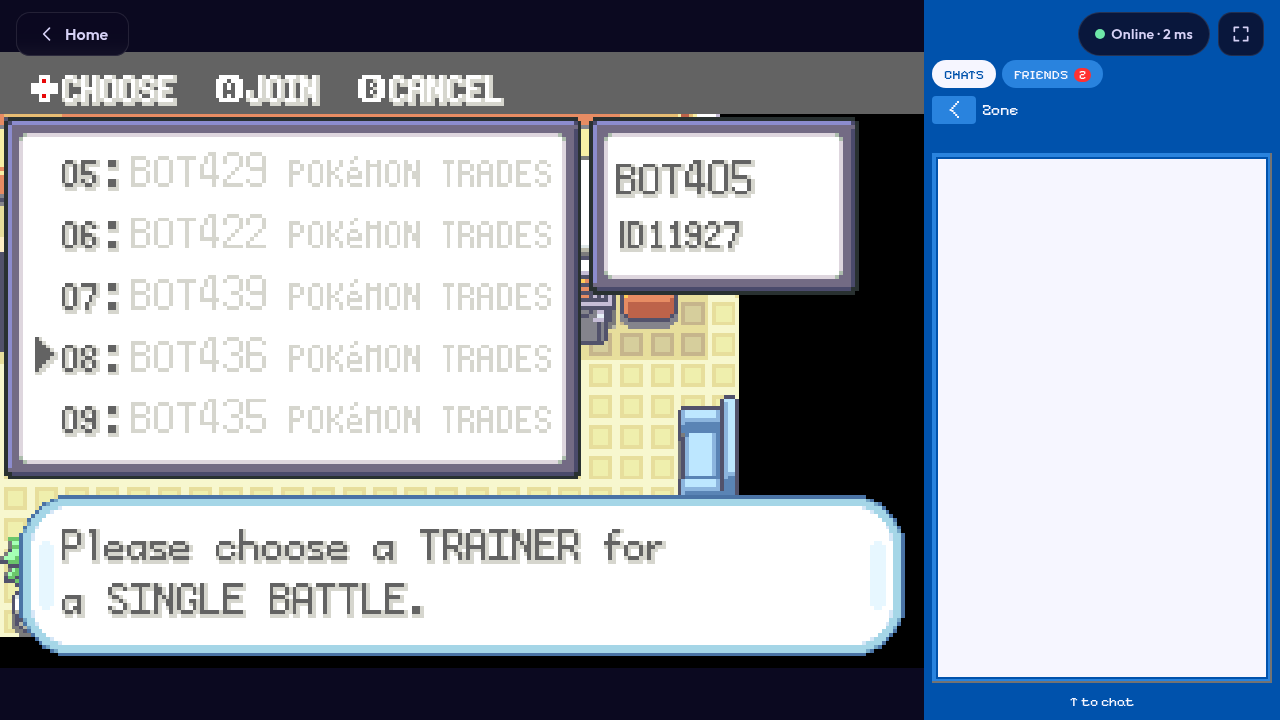 Home
Online · 2 ms
CHOOSE A JOIN B CANCEL
CHATS
FRIENDS 2
Zone
05: BOT429 POKéMON TRADES
06: BOT422 POKéMON TRADES
07: BOT439 POKéMON TRADES
08: BOT436 POKéMON TRADES
09: BOT435 POKéMON TRADES
BOT405
ID11927
Please choose a TRAINER for
a SINGLE BATTLE.
↑ to chat